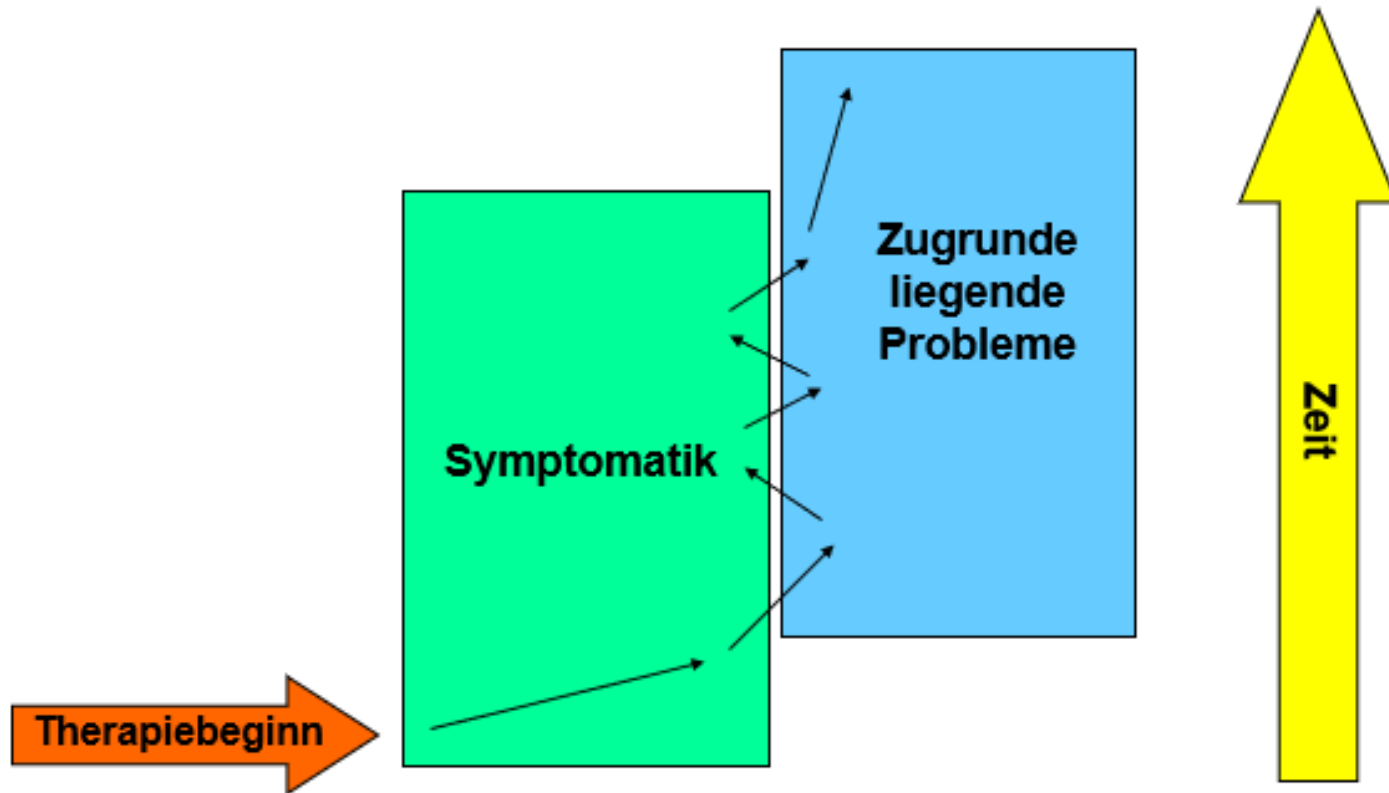 Zugrunde
liegende
Probleme
Symptomatik
Zeit
Therapiebeginn